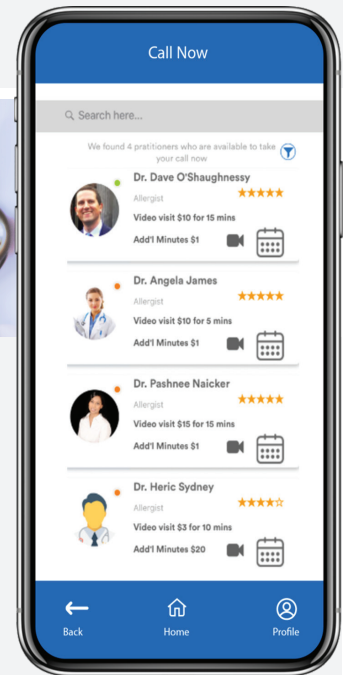 Call Now
Search here...
We found 4 pratitioners who are available to take
your call now
Dr. Dave O'Shaughnessy
Allergist
Video visit $10 for 15 mins
Add'l Minutes $1
Dr. Angela James
Allergist
Video visit $10 for 5 mins
Add'l Minutes $1
Dr. Pashnee Naicker
Allergist
Video visit $15 for 15 mins
Add'l Minutes $1
Dr. Heric Sydney
Allergist
Video visit $3 for 10 mins
Add'l Minutes $20
Back Home Profile